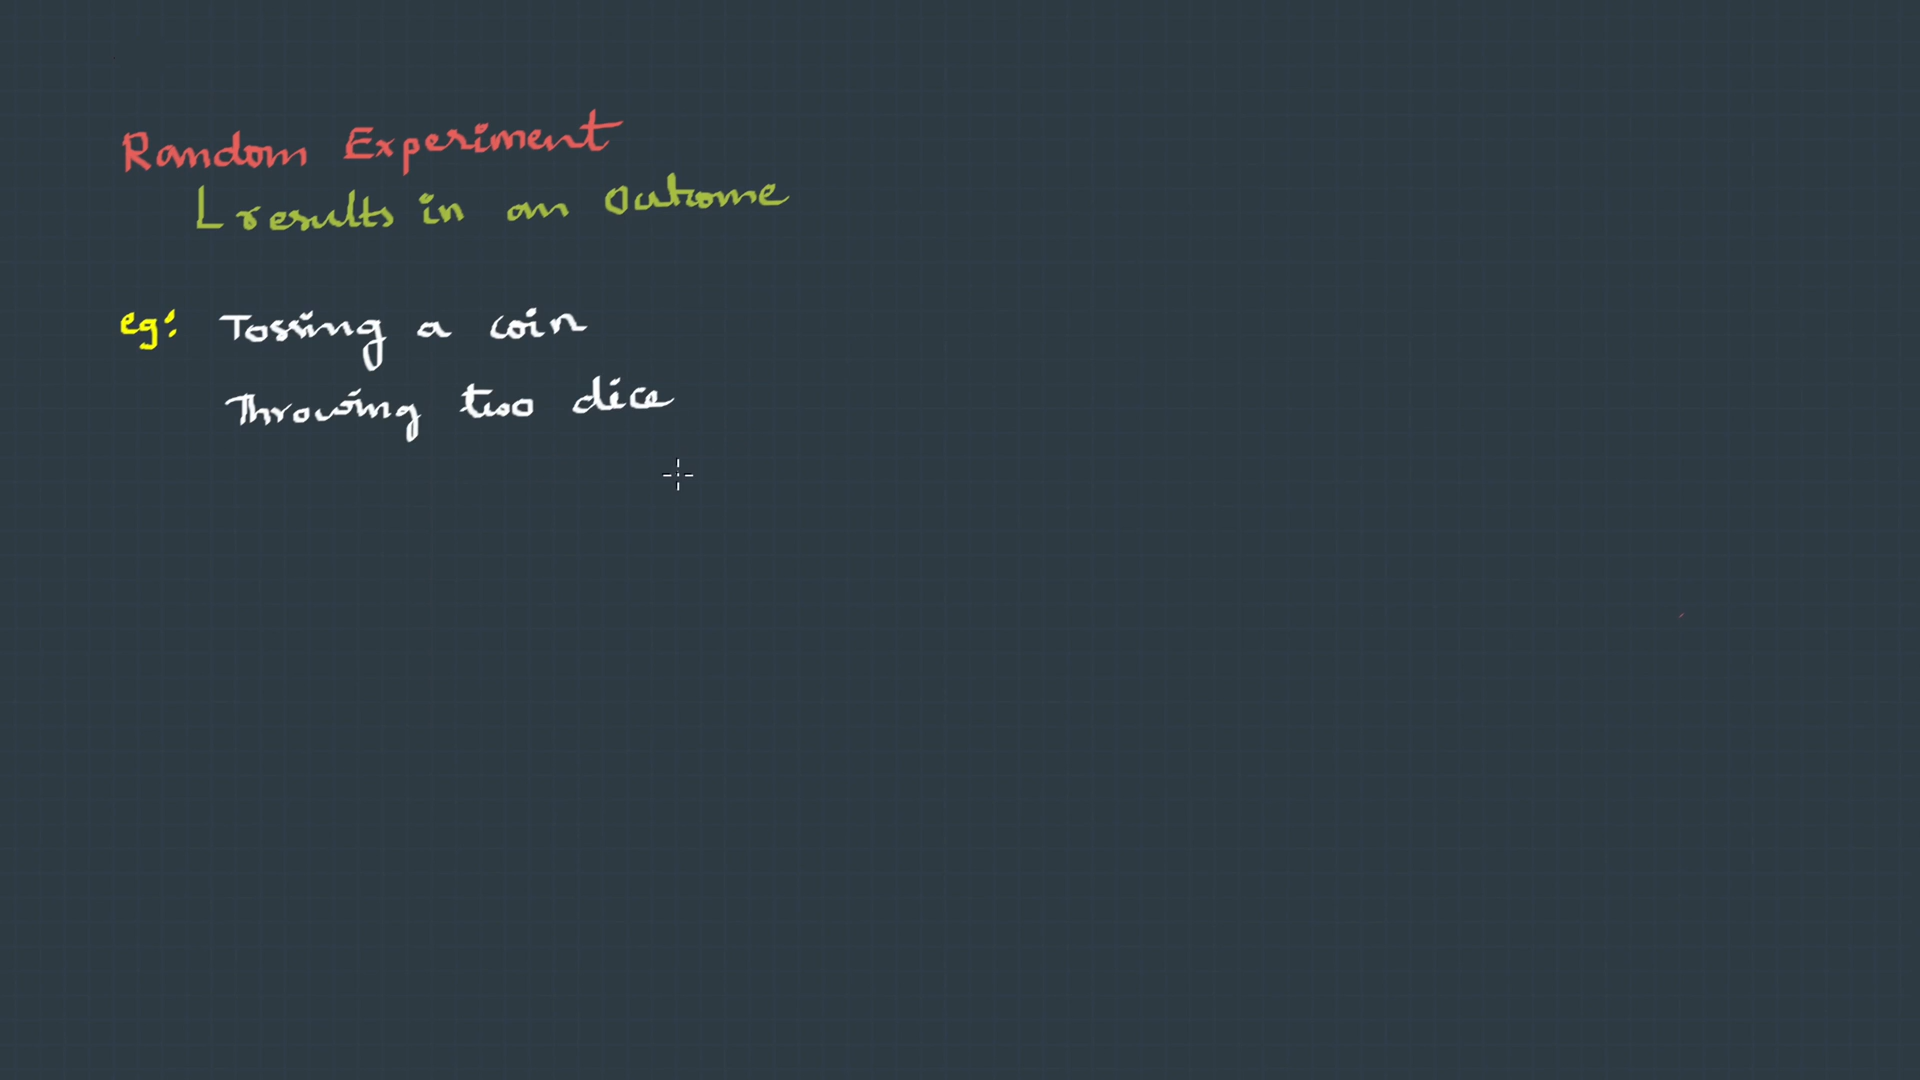 Random Experiment
L results in an Outcome
eg: Tossing a coin
Throwing two dice